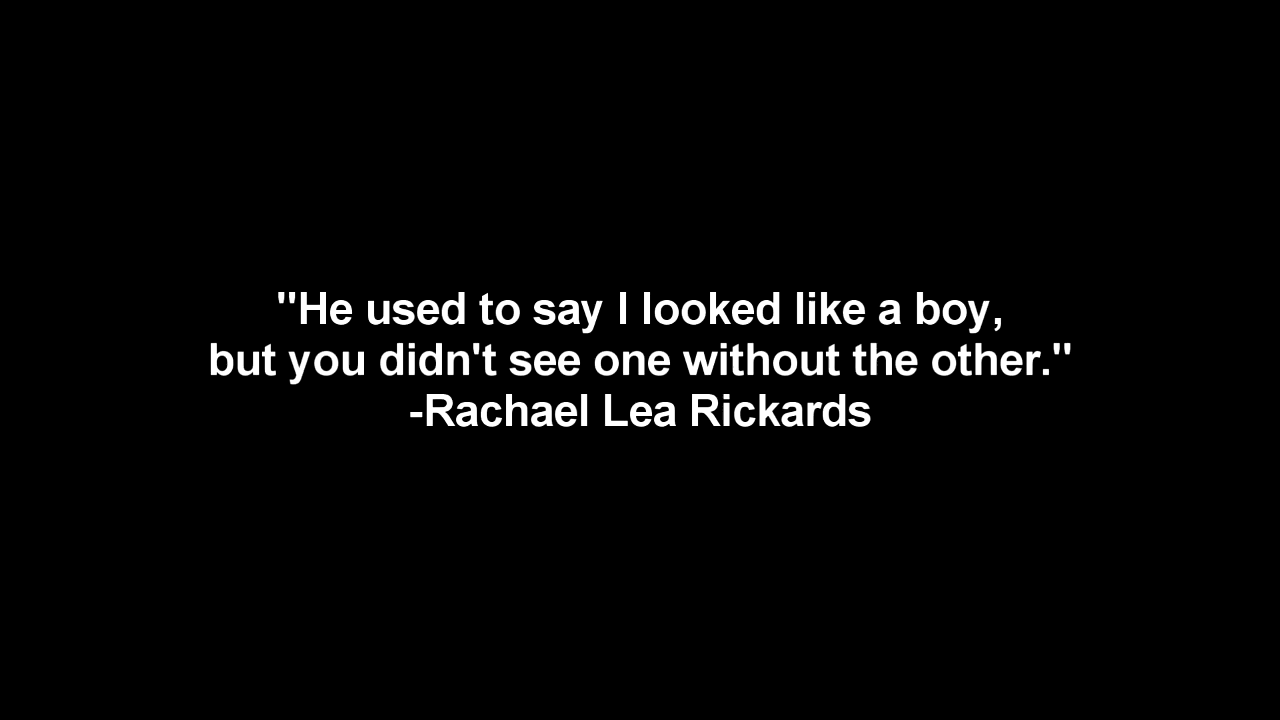 "He used to say I looked like a boy,
but you didn't see one without the other."
-Rachael Lea Rickards